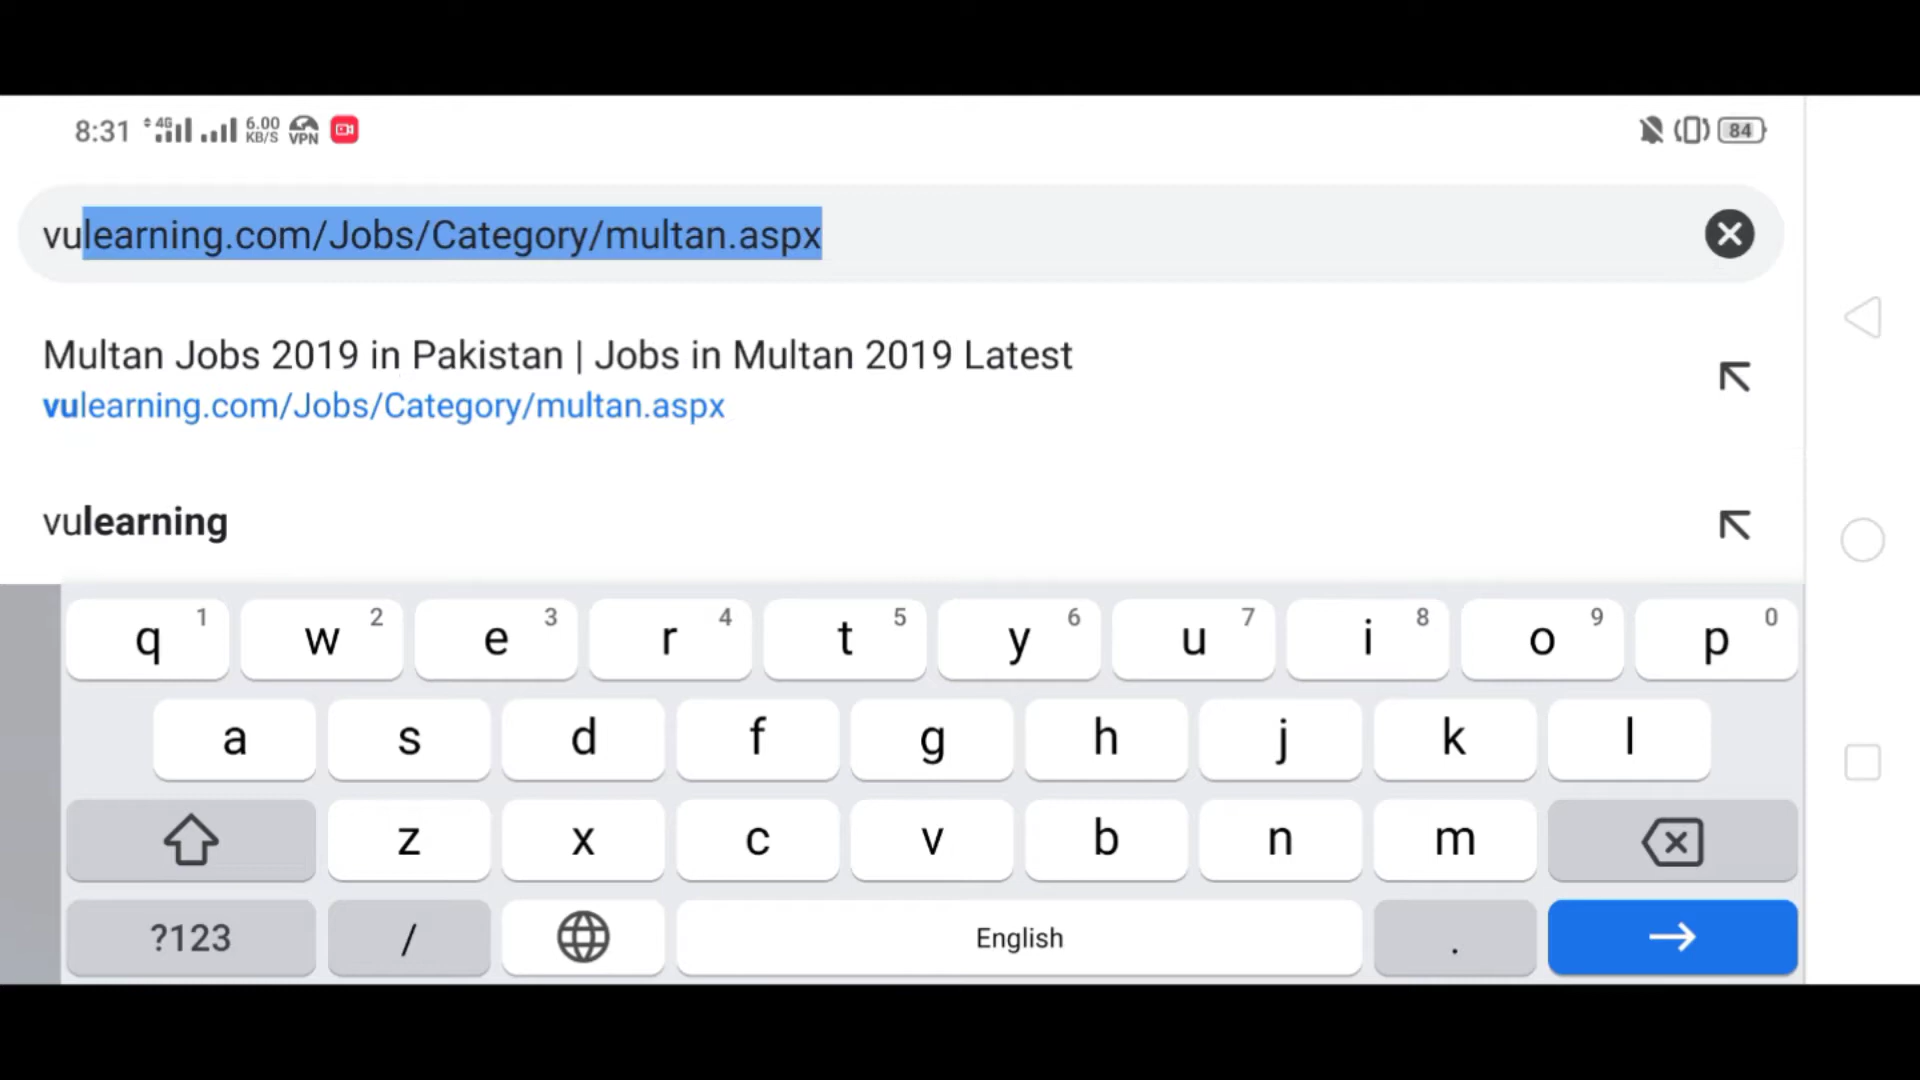 8:31 4G 6.00 KB/S VPN 84
vulearning.com/Jobs/Category/multan.aspx
Multan Jobs 2019 in Pakistan | Jobs in Multan 2019 Latest
vulearning.com/Jobs/Category/multan.aspx
vulearning
q 1 w 2 e 3 r 4 t 5 y 6 u 7 i 8 o 9 p 0
a s d f g h j k l
z x c v b n m
?123 / English .